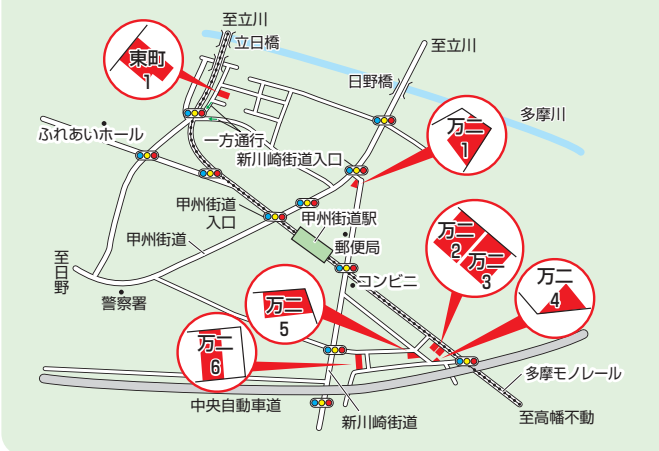 至立川
立日橋
至立川
東町
1
日野橋
多摩川
万二
1
ふれあいホール
一方通行
新川崎街道入口
甲州街道
入口
甲州街道駅
甲州街道
郵便局
万二
2
万二
3
至日野
コンビニ
警察署
万二
4
万二
5
万二
6
多摩モノレール
中央自動車道
新川崎街道
至高幡不動